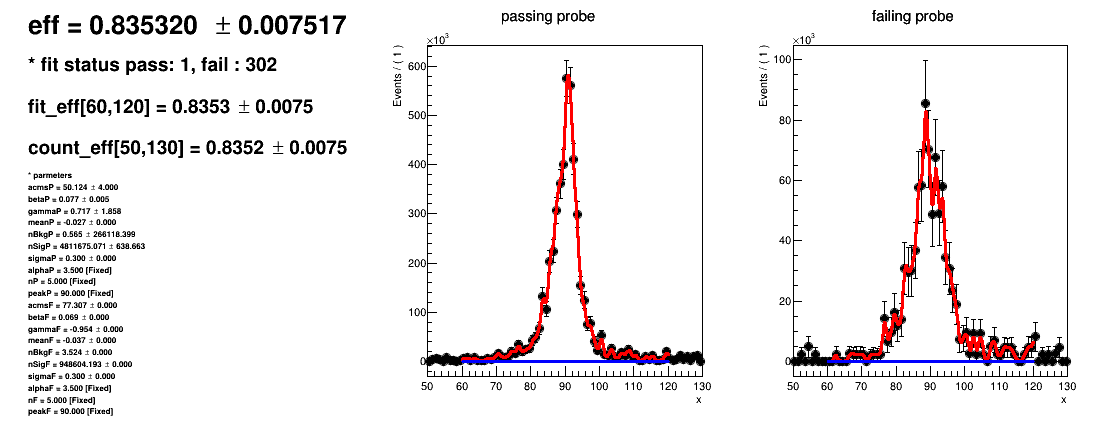 eff = 0.835320 ± 0.007517
* fit status pass: 1, fail : 302
fit_eff[60,120] = 0.8353 ± 0.0075
count_eff[50,130] = 0.8352 ± 0.0075
* parmeters
acmsP = 50.124 ± 4.000
betaP = 0.077 ± 0.005
gammaP = 0.717 ± 1.858
meanP = -0.027 ± 0.000
nBkgP = 0.565 ± 266118.399
nSigP = 4811675.071 ± 638.663
sigmaP = 0.300 ± 0.000
alphaP = 3.500 [Fixed]
nP = 5.000 [Fixed]
peakP = 90.000 [Fixed]
acmsF = 77.307 ± 0.000
betaF = 0.069 ± 0.000
gammaF = -0.954 ± 0.000
meanF = -0.037 ± 0.000
nBkgF = 3.524 ± 0.000
nSigF = 948604.193 ± 0.000
sigmaF = 0.300 ± 0.000
alphaF = 3.500 [Fixed]
nF = 5.000 [Fixed]
peakF = 90.000 [Fixed]
passing probe
×10³
Events / ( 1 )
600
500
400
300
200
100
0
50 60 70 80 90 100 110 120 130
x
failing probe
×10³
Events / ( 1 )
100
80
60
40
20
0
50 60 70 80 90 100 110 120 130
x